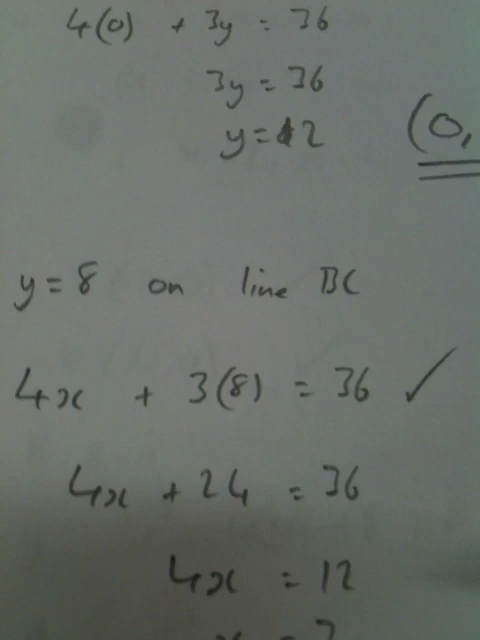 4(0) + 3y = 36
3y = 36
y = 12
(0,
y = 8 on line BC
4x + 3(8) = 36 ✓
4x + 24 = 36
4x = 12